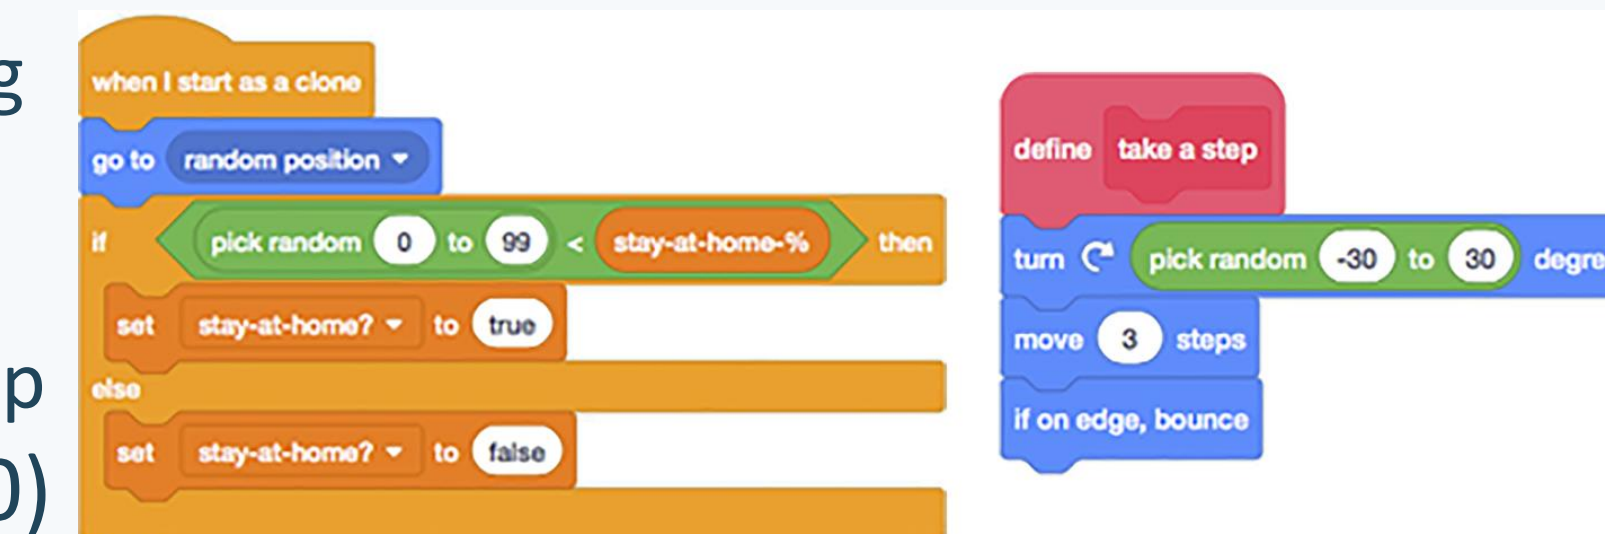 g
p
0)
when I start as a clone
go to random position
if pick random 0 to 99 < stay-at-home-% then
set stay-at-home? to true
else
set stay-at-home? to false
define take a step
turn pick random -30 to 30 degre
move 3 steps
if on edge, bounce